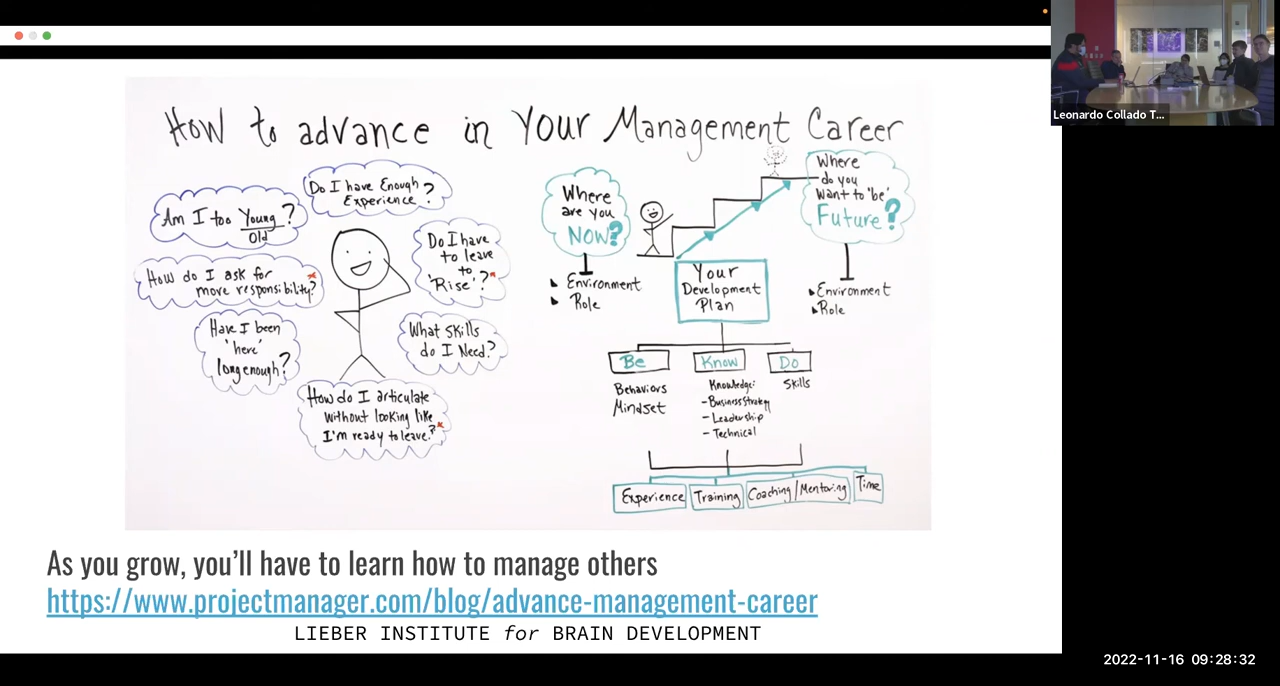 How to advance in Your Management Career
Do I have Enough
Experience?
Am I too Young?
Old
Do I have
to leave
to
'Rise'?*
How do I ask for
more responsibility?*
Have I been
'here'
long enough?
What Skills
do I Need?
How do I articulate
without looking like
I'm ready to leave.?*
Where
are you
NOW?
Environment
Role
Where
do you
want to 'be'
Future?
Environment
Role
Your
Development
Plan
Be
Behaviors
Mindset
Know
Knowledge:
- Business Strategy
- Leadership
- Technical
Do
Skills
Experience
Training
Coaching/Mentoring
Time
As you grow, you'll have to learn how to manage others
https://www.projectmanager.com/blog/advance-management-career
LIEBER INSTITUTE for BRAIN DEVELOPMENT
Leonardo Collado T...
2022-11-16 09:28:32